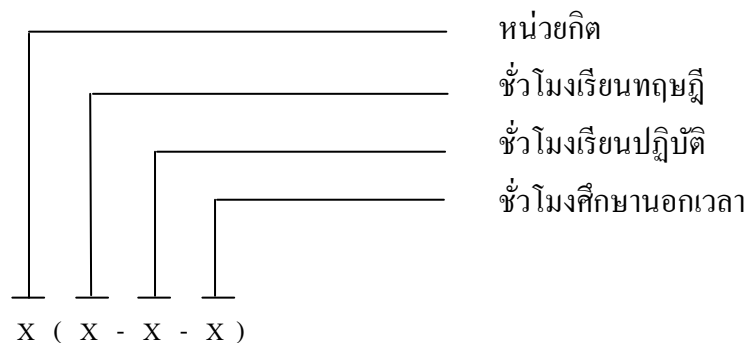 หน่วยกิต
ชั่วโมงเรียนทฤษฎี
ชั่วโมงเรียนปฏิบัติ
ชั่วโมงศึกษานอกเวลา
X ( X - X - X )